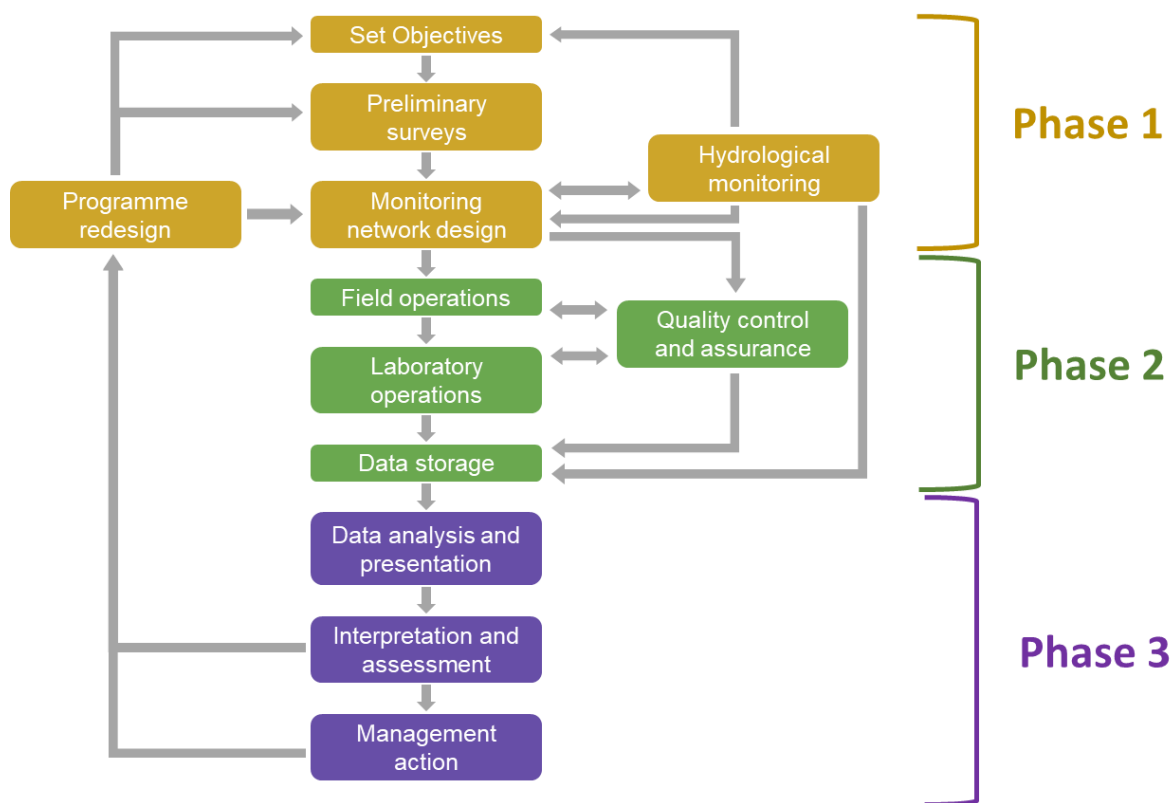 Set Objectives
Preliminary
surveys
Phase 1
Hydrological
monitoring
Programme
redesign
Monitoring
network design
Field operations
Quality control
and assurance
Laboratory
operations
Phase 2
Data storage
Data analysis and
presentation
Interpretation and
assessment
Phase 3
Management
action